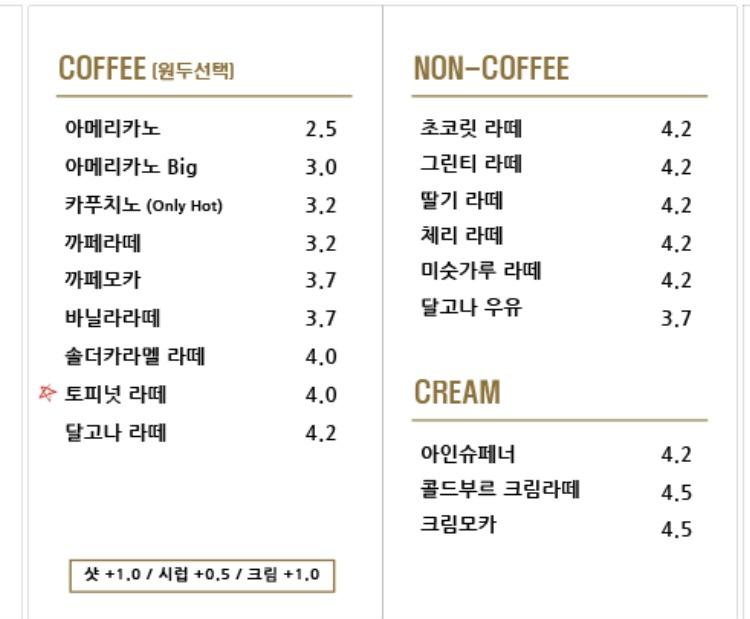 COFFEE (원두선택)
아메리카노 2.5
아메리카노 Big 3.0
카푸치노 (Only Hot) 3.2
까페라떼 3.2
까페모카 3.7
바닐라라떼 3.7
솔더카라멜 라떼 4.0
토피넛 라떼 4.0
달고나 라떼 4.2
샷 +1.0 / 시럽 +0.5 / 크림 +1.0
NON-COFFEE
초코릿 라떼 4.2
그린티 라떼 4.2
딸기 라떼 4.2
체리 라떼 4.2
미숫가루 라떼 4.2
달고나 우유 3.7
CREAM
아인슈페너 4.2
콜드부르 크림라떼 4.5
크림모카 4.5